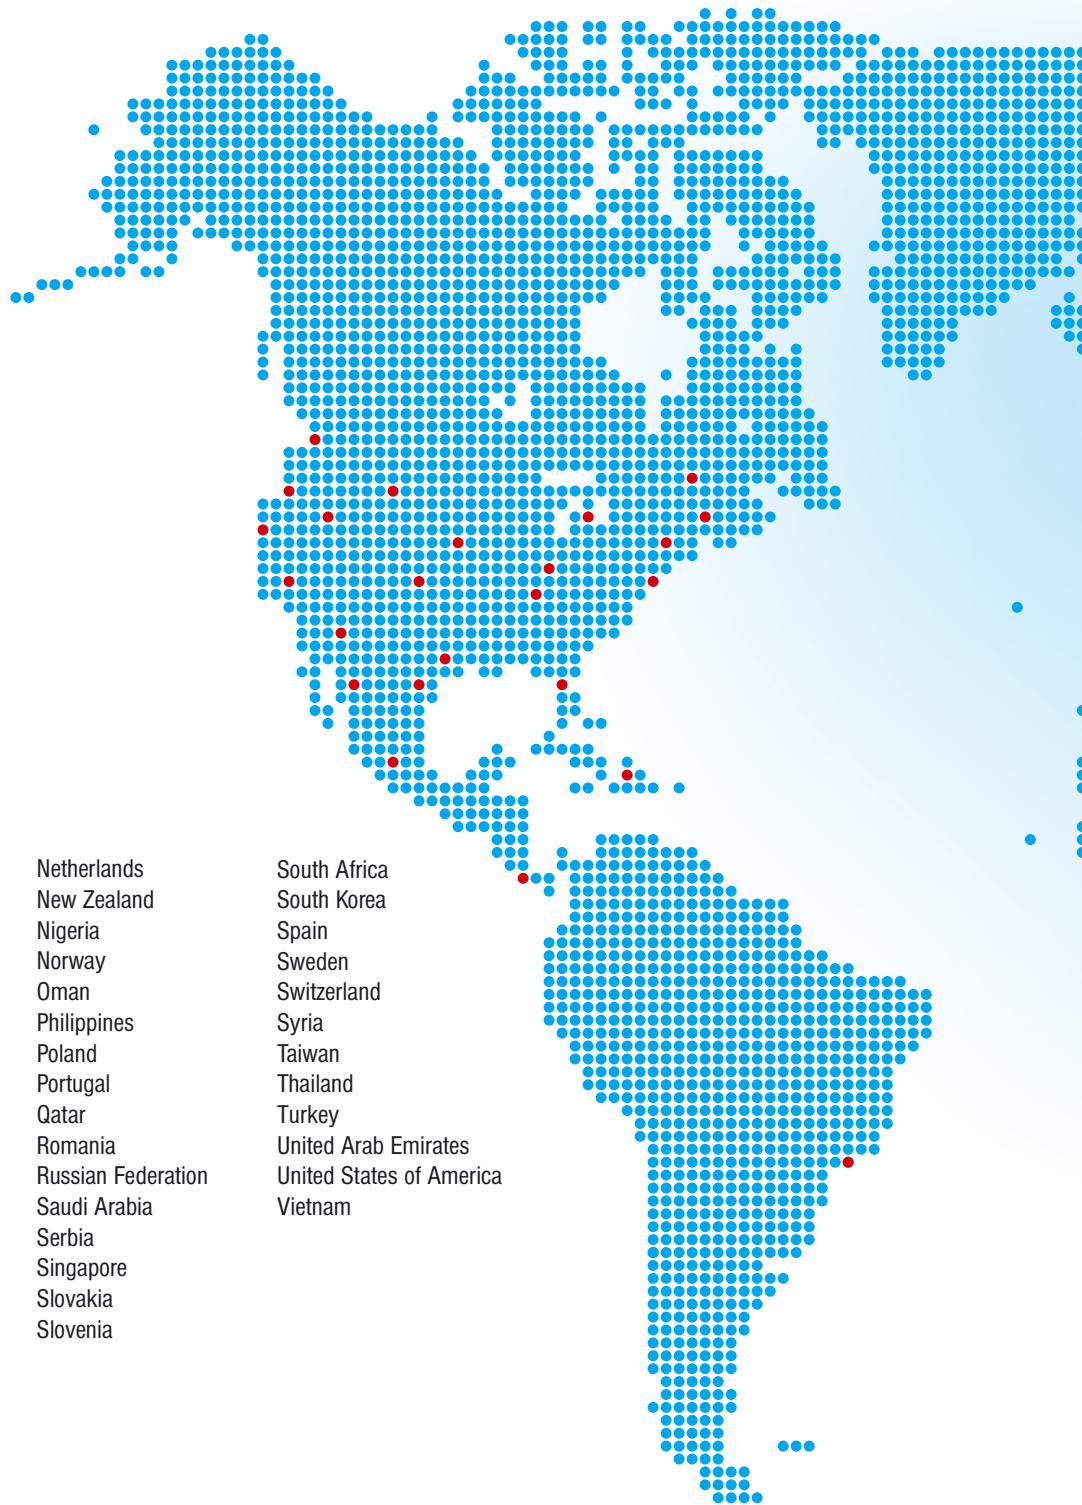 Netherlands
New Zealand
Nigeria
Norway
Oman
Philippines
Poland
Portugal
Qatar
Romania
Russian Federation
Saudi Arabia
Serbia
Singapore
Slovakia
Slovenia
South Africa
South Korea
Spain
Sweden
Switzerland
Syria
Taiwan
Thailand
Turkey
United Arab Emirates
United States of America
Vietnam